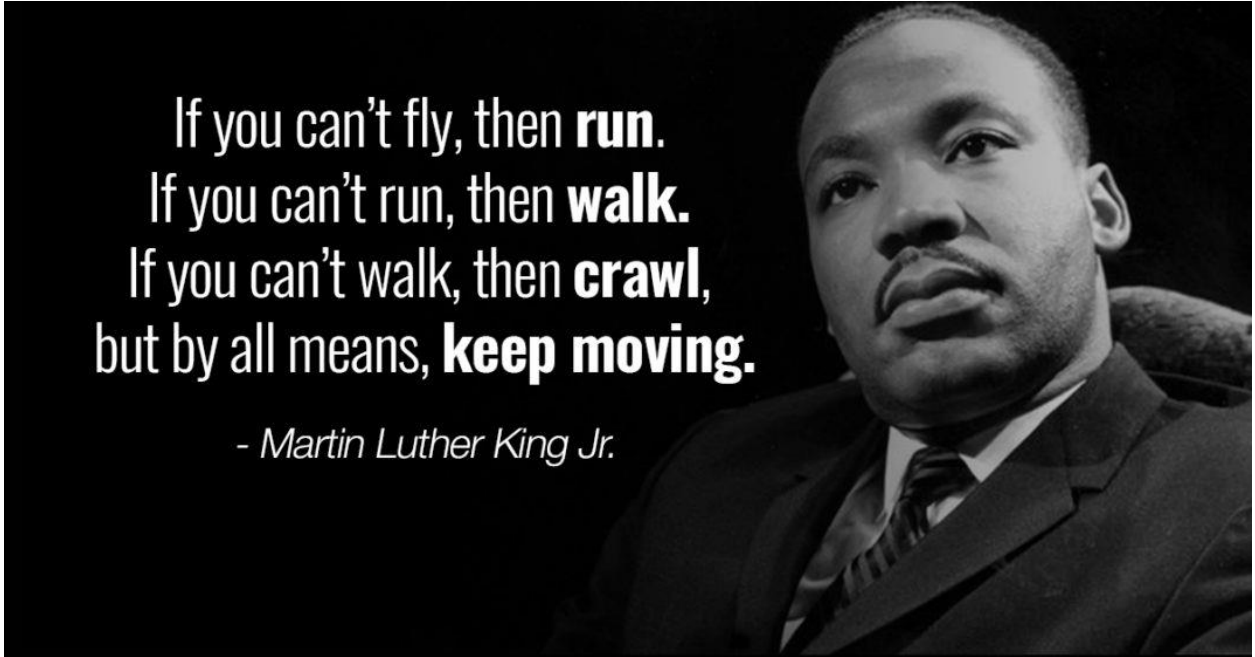 If you can’t fly, then run.
If you can’t run, then walk.
If you can’t walk, then crawl,
but by all means, keep moving.
- Martin Luther King Jr.